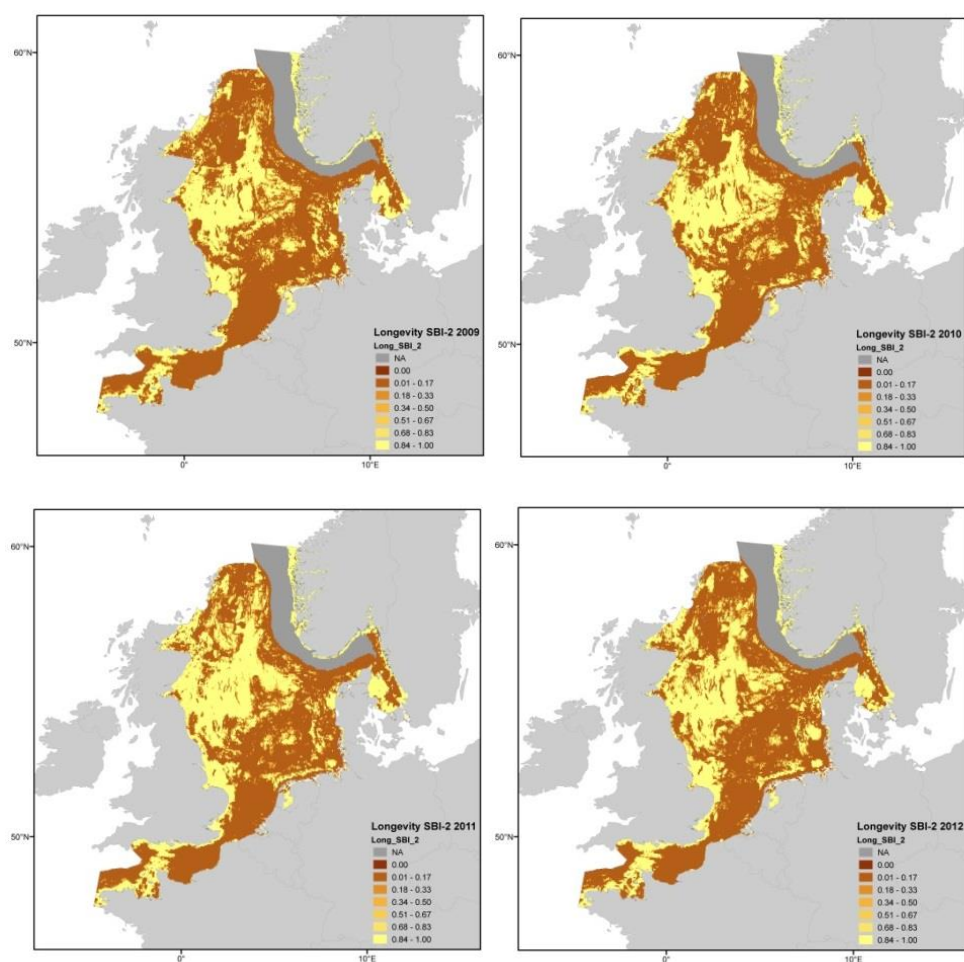 60°N
50°N
0°
10°E
Longevity SBI-2 2009
Long_SBI_2
NA
0.00
0.01 - 0.17
0.18 - 0.33
0.34 - 0.50
0.51 - 0.67
0.68 - 0.83
0.84 - 1.00
60°N
50°N
0°
10°E
Longevity SBI-2 2010
Long_SBI_2
NA
0.00
0.01 - 0.17
0.18 - 0.33
0.34 - 0.50
0.51 - 0.67
0.68 - 0.83
0.84 - 1.00
60°N
50°N
0°
10°E
Longevity SBI-2 2011
Long_SBI_2
NA
0.00
0.01 - 0.17
0.18 - 0.33
0.34 - 0.50
0.51 - 0.67
0.68 - 0.83
0.84 - 1.00
60°N
50°N
0°
10°E
Longevity SBI-2 2012
Long_SBI_2
NA
0.00
0.01 - 0.17
0.18 - 0.33
0.34 - 0.50
0.51 - 0.67
0.68 - 0.83
0.84 - 1.00